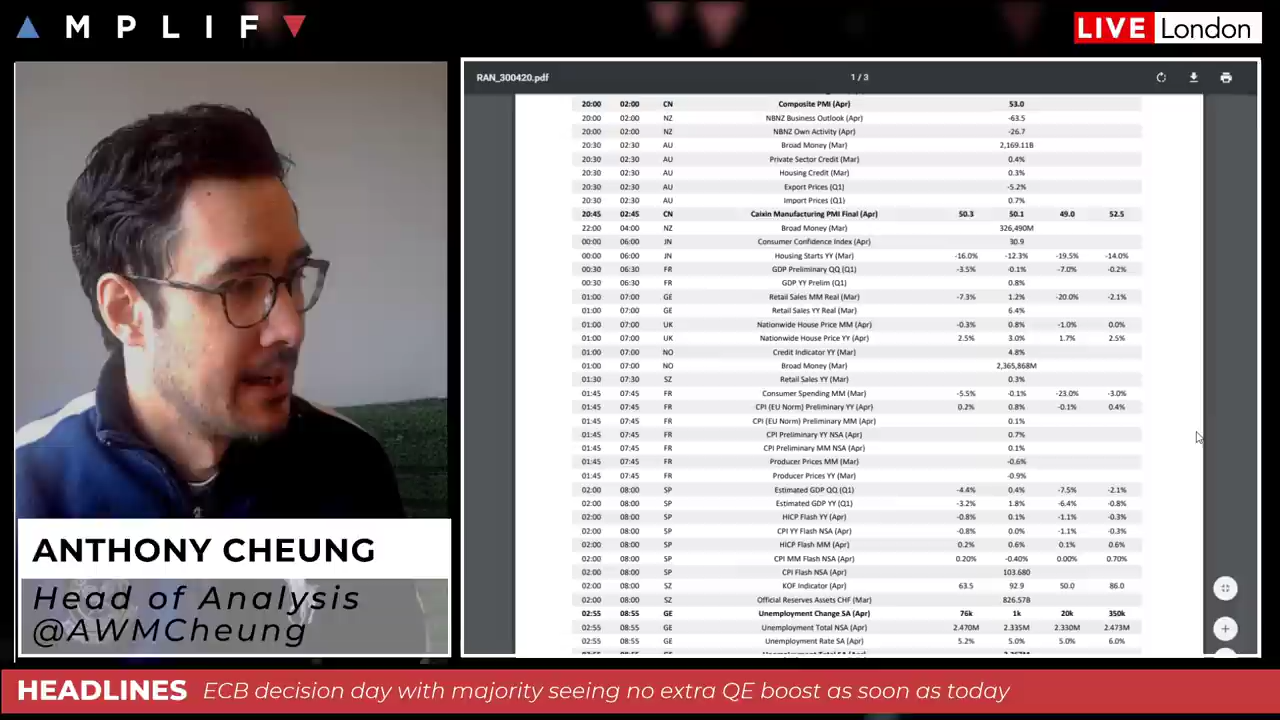 AMPLIFY
LIVE London
RAN_300420.pdf
1 / 3
20:00 02:00 CN Composite PMI (Apr) 53.0
20:00 02:00 NZ NBNZ Business Outlook (Apr) -63.5
20:00 02:00 NZ NBNZ Own Activity (Apr) -26.7
20:30 02:30 AU Broad Money (Mar) 2,169.11B
20:30 02:30 AU Private Sector Credit (Mar) 0.4%
20:30 02:30 AU Housing Credit (Mar) 0.3%
20:30 02:30 AU Export Prices (Q1) -5.2%
20:30 02:30 AU Import Prices (Q1) 0.7%
20:45 02:45 CN Caixin Manufacturing PMI Final (Apr) 50.3 50.1 49.0 52.5
22:00 04:00 NZ Broad Money (Mar) 326,490M
00:00 06:00 JN Consumer Confidence Index (Apr) 30.9
00:00 06:00 JN Housing Starts YY (Mar) -16.0% -12.3% -19.5% -14.0%
00:30 06:30 FR GDP Preliminary QQ (Q1) -3.5% -0.1% -7.0% -0.2%
00:30 06:30 FR GDP YY Prelim (Q1) 0.8%
01:00 07:00 GE Retail Sales MM Real (Mar) -7.3% 1.2% -20.0% -2.1%
01:00 07:00 GE Retail Sales YY Real (Mar) 6.4%
01:00 07:00 UK Nationwide House Price MM (Apr) -0.3% 0.8% -1.0% 0.0%
01:00 07:00 UK Nationwide House Price YY (Apr) 2.5% 3.0% 1.7% 2.5%
01:00 07:00 NO Credit Indicator YY (Mar) 4.8%
01:00 07:00 NO Broad Money (Mar) 2,365,868M
01:30 07:30 SZ Retail Sales YY (Mar) 0.3%
01:45 07:45 FR Consumer Spending MM (Mar) -5.5% -0.1% -23.0% -3.0%
01:45 07:45 FR CPI (EU Norm) Preliminary YY (Apr) 0.2% 0.8% -0.1% 0.4%
01:45 07:45 FR CPI (EU Norm) Preliminary MM (Apr) 0.1%
01:45 07:45 FR CPI Preliminary YY NSA (Apr) 0.7%
01:45 07:45 FR CPI Preliminary MM NSA (Apr) 0.1%
01:45 07:45 FR Producer Prices MM (Mar) -0.6%
01:45 07:45 FR Producer Prices YY (Mar) -0.9%
02:00 08:00 SP Estimated GDP QQ (Q1) -4.4% 0.4% -7.5% -2.1%
02:00 08:00 SP Estimated GDP YY (Q1) -3.2% 1.8% -6.4% -0.8%
02:00 08:00 SP HICP Flash YY (Apr) -0.8% 0.1% -1.1% -0.3%
02:00 08:00 SP CPI YY Flash NSA (Apr) -0.8% 0.0% -1.1% -0.3%
02:00 08:00 SP HICP Flash MM (Apr) 0.2% 0.6% 0.1% 0.6%
02:00 08:00 SP CPI MM Flash NSA (Apr) 0.20% -0.40% 0.00% 0.70%
02:00 08:00 SP CPI Flash NSA (Apr) 103.680
02:00 08:00 SZ KOF Indicator (Apr) 63.5 92.9 50.0 86.0
02:00 08:00 SZ Official Reserves Assets CHF (Mar) 826.57B
02:55 08:55 GE Unemployment Change SA (Apr) 76k 1k 20k 350k
02:55 08:55 GE Unemployment Total NSA (Apr) 2.470M 2.335M 2.330M 2.473M
02:55 08:55 GE Unemployment Rate SA (Apr) 5.2% 5.0% 5.0% 6.0%
ANTHONY CHEUNG
Head of Analysis
@AWMCheung
HEADLINES ECB decision day with majority seeing no extra QE boost as soon as today